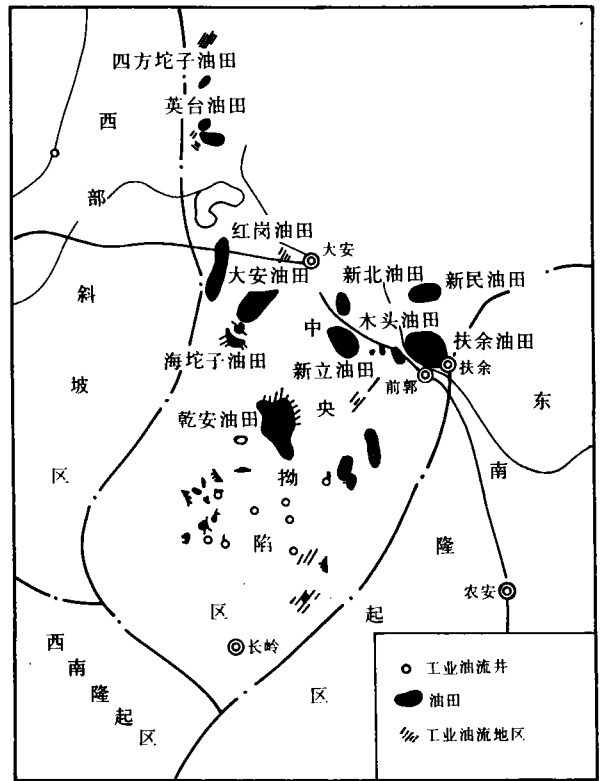 四方坨子油田
英台油田
西部斜坡区
红岗油田
大安
大安油田
新北油田
新民油田
木头油田
扶余油田
扶余
海坨子油田
新立油田
前郭
乾安油田
中央坳陷区
东南隆起区
农安
长岭
西南隆起区
工业油流井
油田
工业油流地区